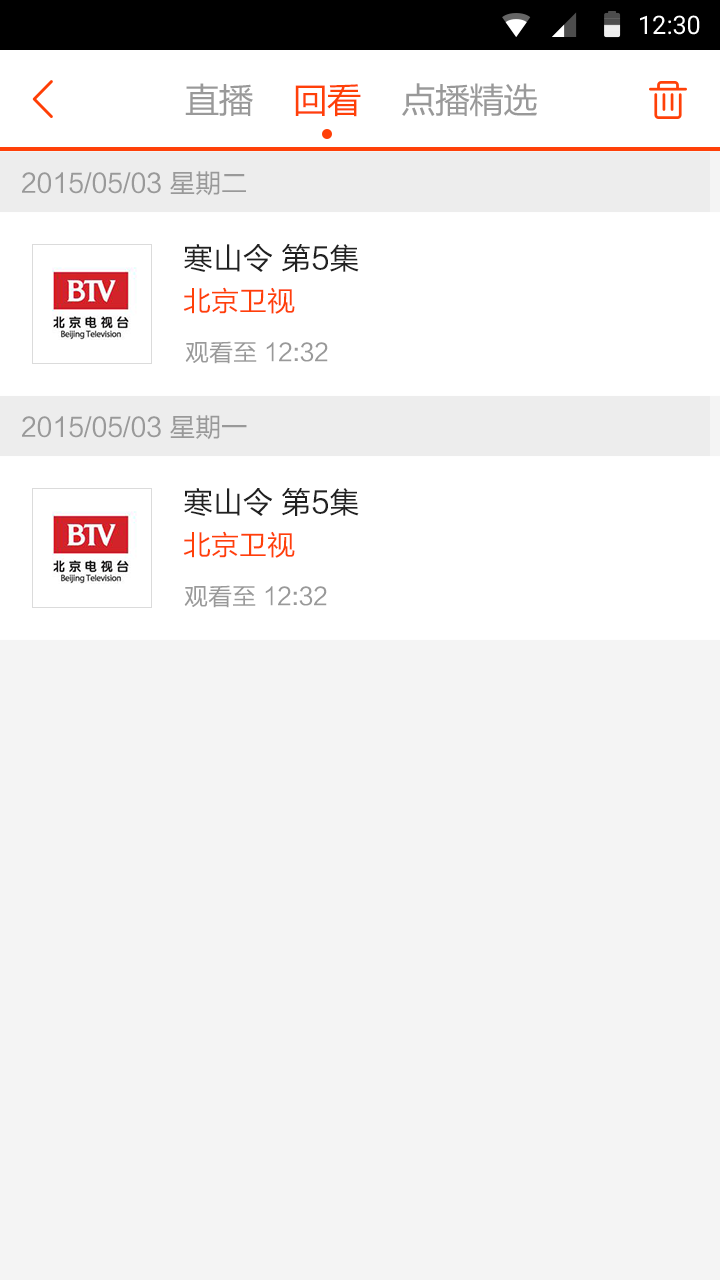 12:30
直播 回看 点播精选
2015/05/03 星期二
BTV
北京电视台
Beijing Television
寒山令 第5集
北京卫视
观看至 12:32
2015/05/03 星期一
BTV
北京电视台
Beijing Television
寒山令 第5集
北京卫视
观看至 12:32